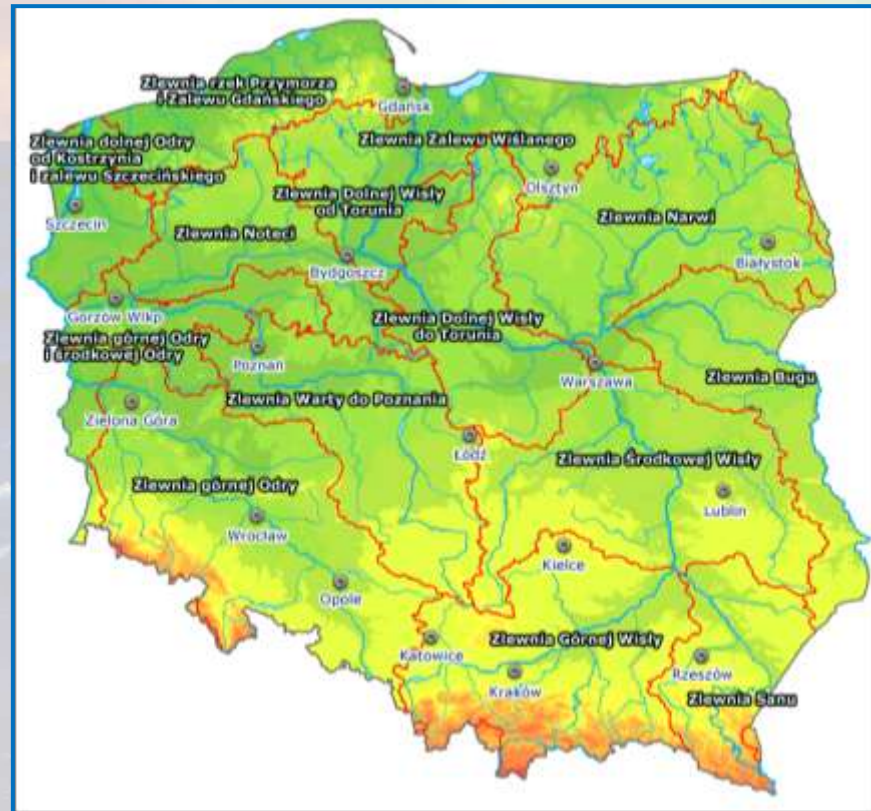 Zlewnia rzek Przymorza
i Zalewu Gdańskiego
Gdańsk
Zlewnia dolnej Odry
od Kostrzynia
i zalewu Szczecińskiego
Zlewnia Zalewu Wiślanego
Olsztyn
Zlewnia Dolnej Wisły
od Torunia
Szczecin
Zlewnia Noteci
Zlewnia Narwi
Białystok
Bydgoszcz
Gorzów Wlkp
Zlewnia Dolnej Wisły
do Torunia
Zlewnia górnej Odry
i środkowej Odry
Poznań
Warszawa
Zlewnia Bugu
Zlewnia Warty do Poznania
Zielona Góra
Łódź
Zlewnia Środkowej Wisły
Zlewnia górnej Odry
Lublin
Wrocław
Kielce
Opole
Katowice
Zlewnia Górnej Wisły
Kraków
Rzeszów
Zlewnia Sanu